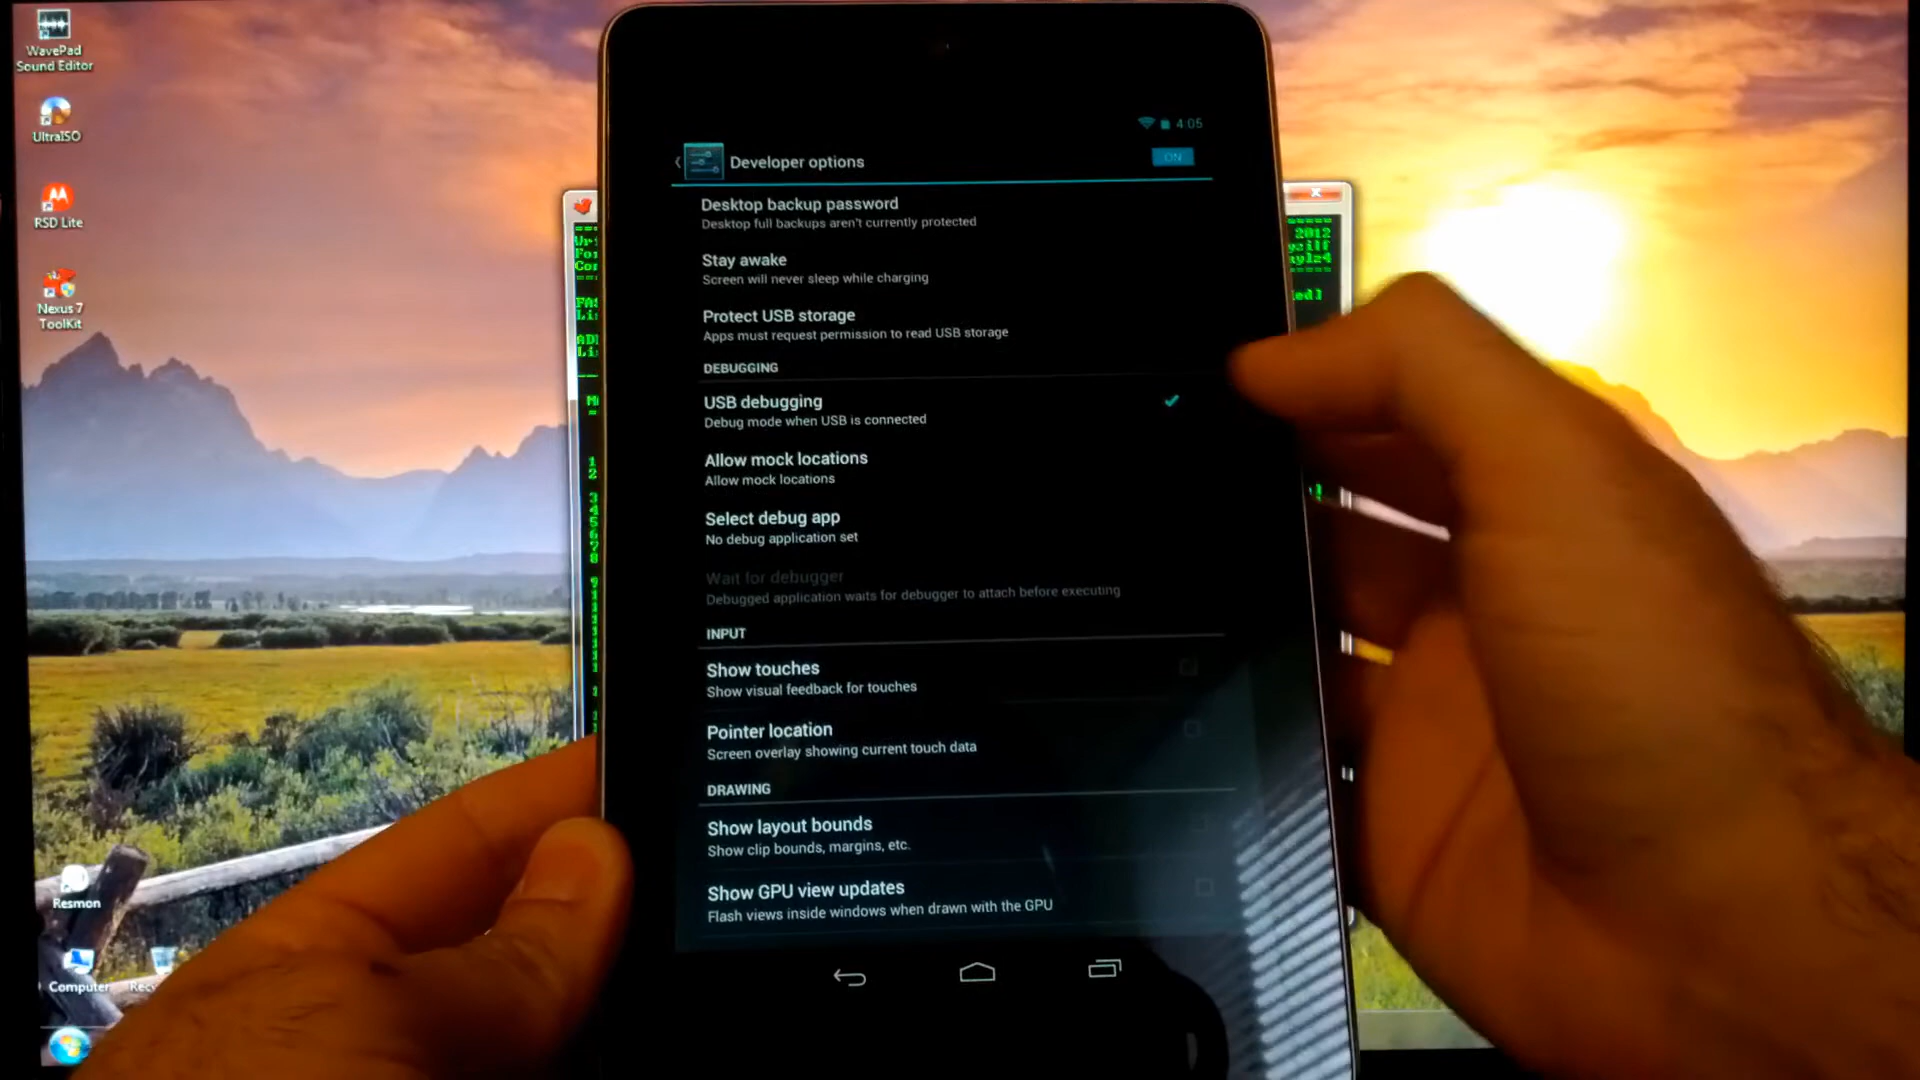 WavePad
Sound Editor
UltraISO
RSD Lite
Nexus 7
ToolKit
Resmon
Computer
4:05
Developer options
ON
Desktop backup password
Desktop full backups aren't currently protected
Stay awake
Screen will never sleep while charging
Protect USB storage
Apps must request permission to read USB storage
DEBUGGING
USB debugging
Debug mode when USB is connected
Allow mock locations
Allow mock locations
Select debug app
No debug application set
Wait for debugger
Debugged application waits for debugger to attach before executing
INPUT
Show touches
Show visual feedback for touches
Pointer location
Screen overlay showing current touch data
DRAWING
Show layout bounds
Show clip bounds, margins, etc.
Show GPU view updates
Flash views inside windows when drawn with the GPU
2012